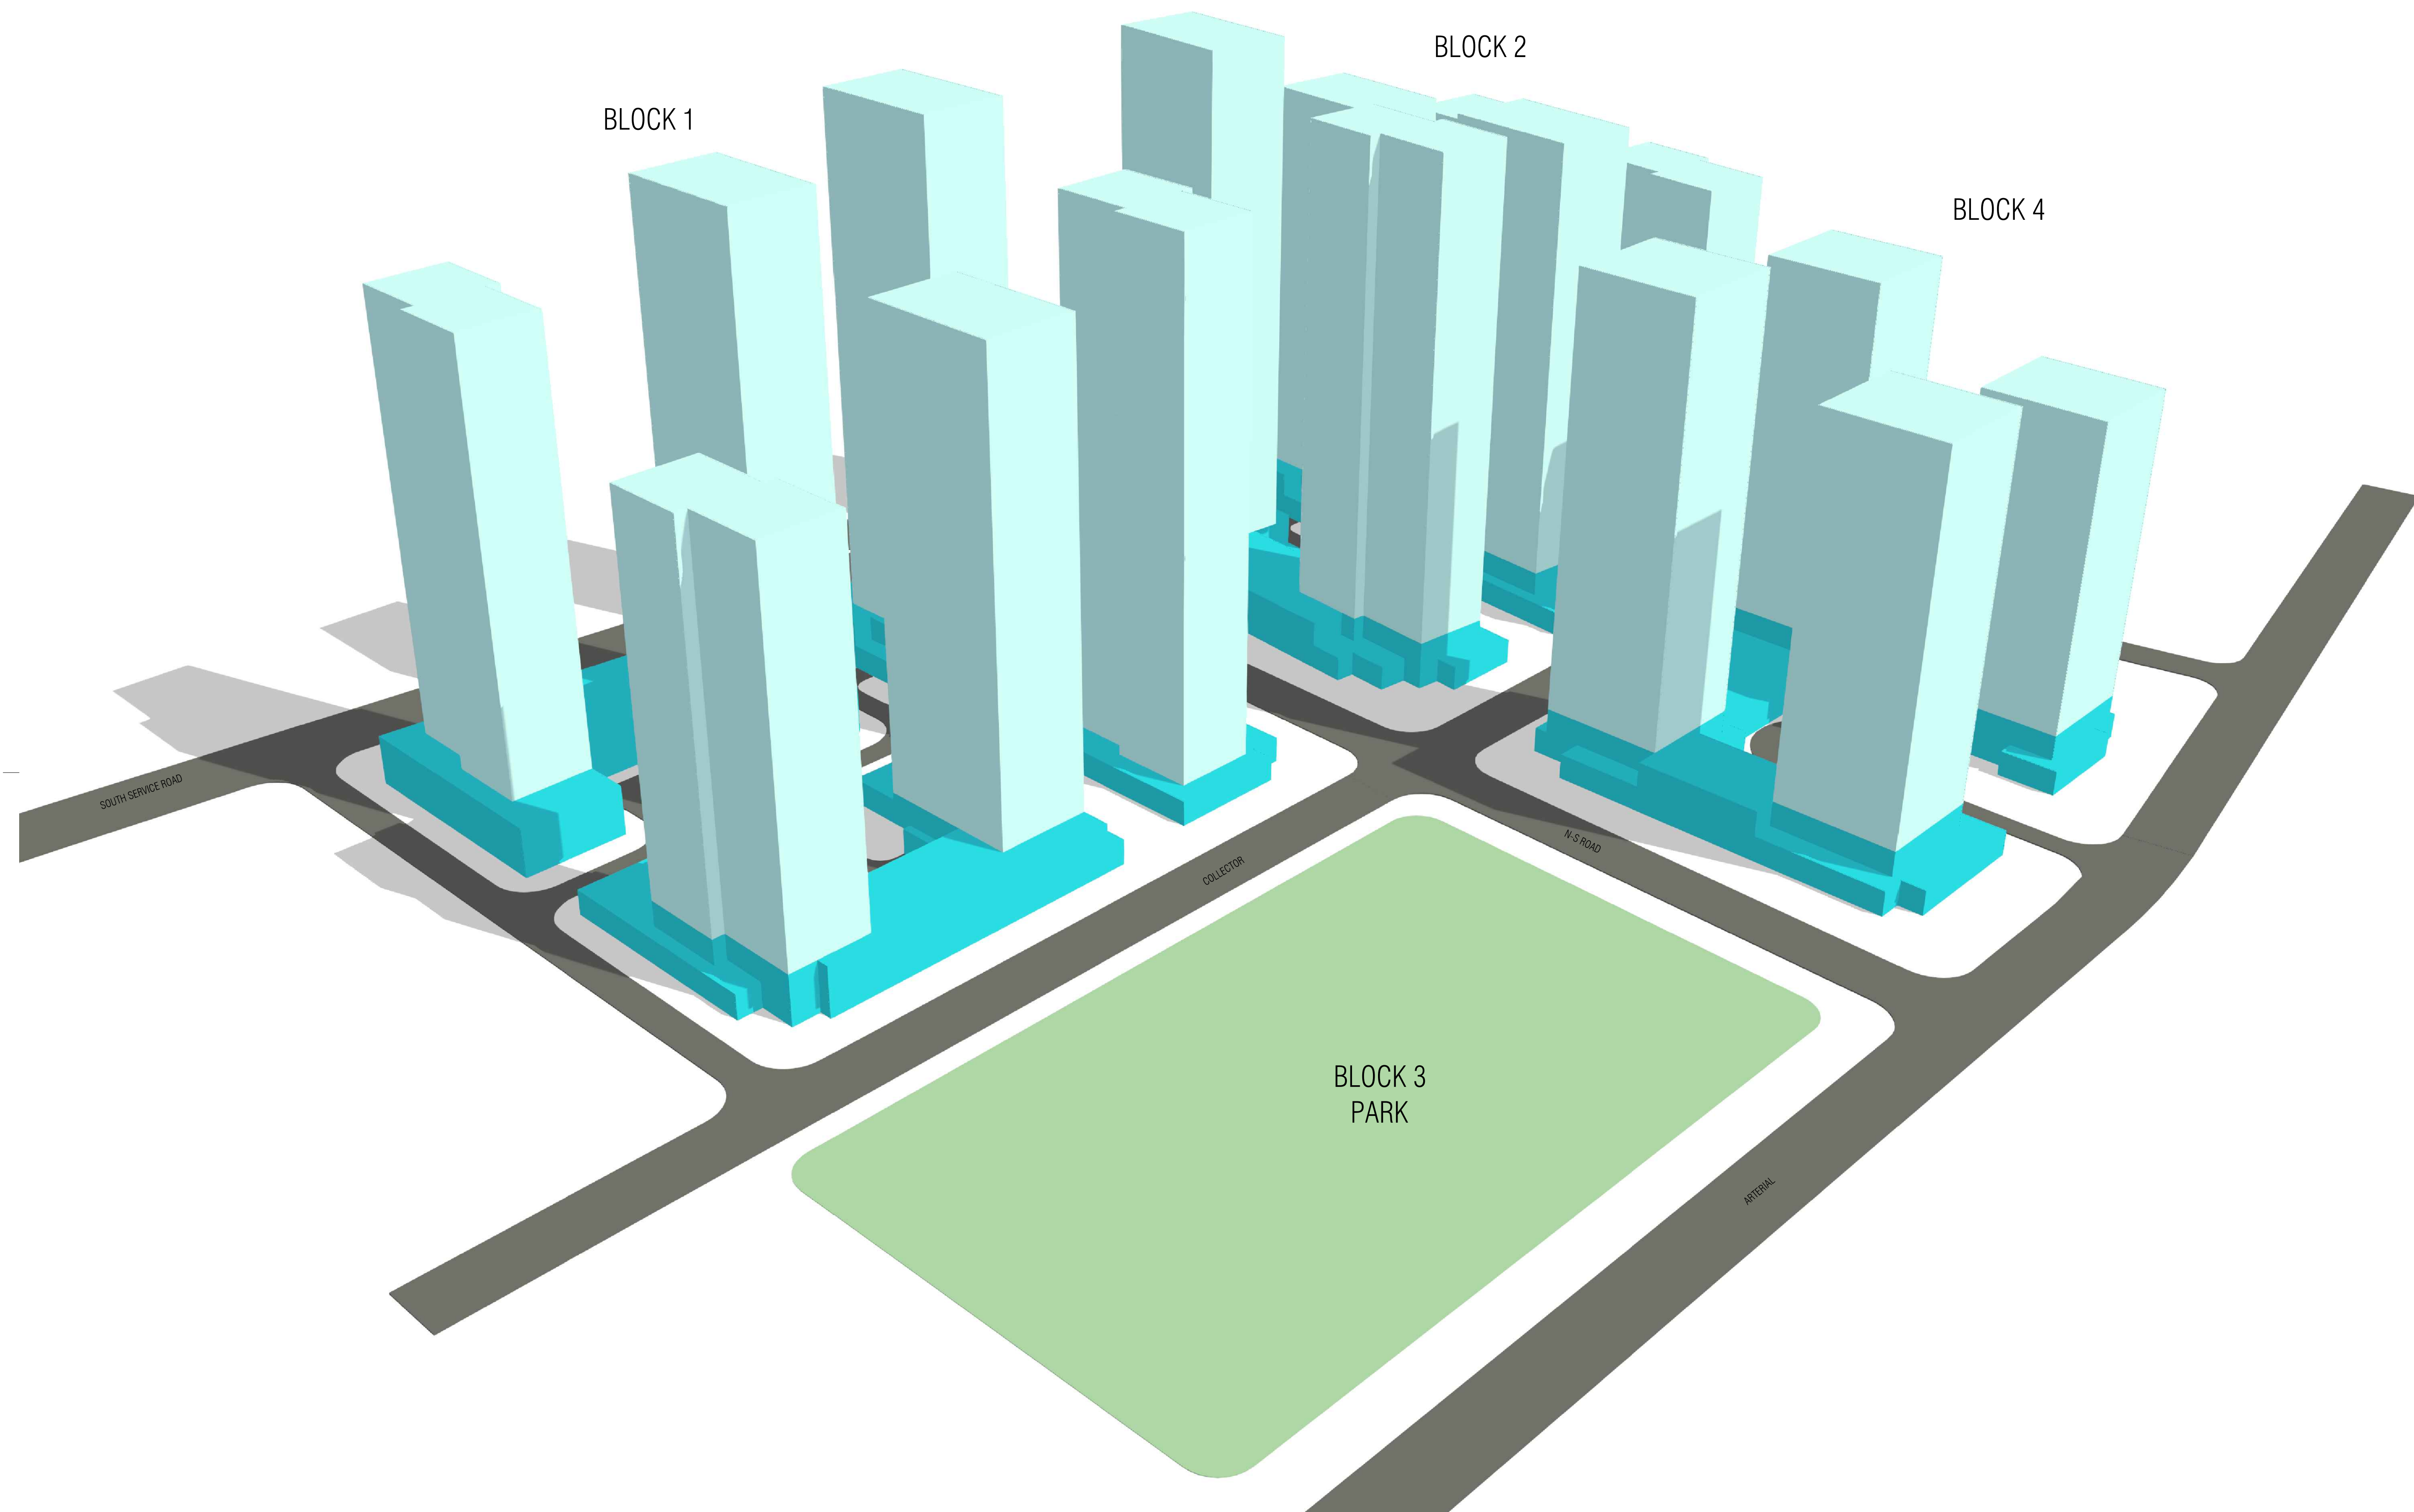 BLOCK 2
BLOCK 1
BLOCK 4
SOUTH SERVICE ROAD
N-S ROAD
COLLECTOR
BLOCK 3
PARK
ARTERIAL